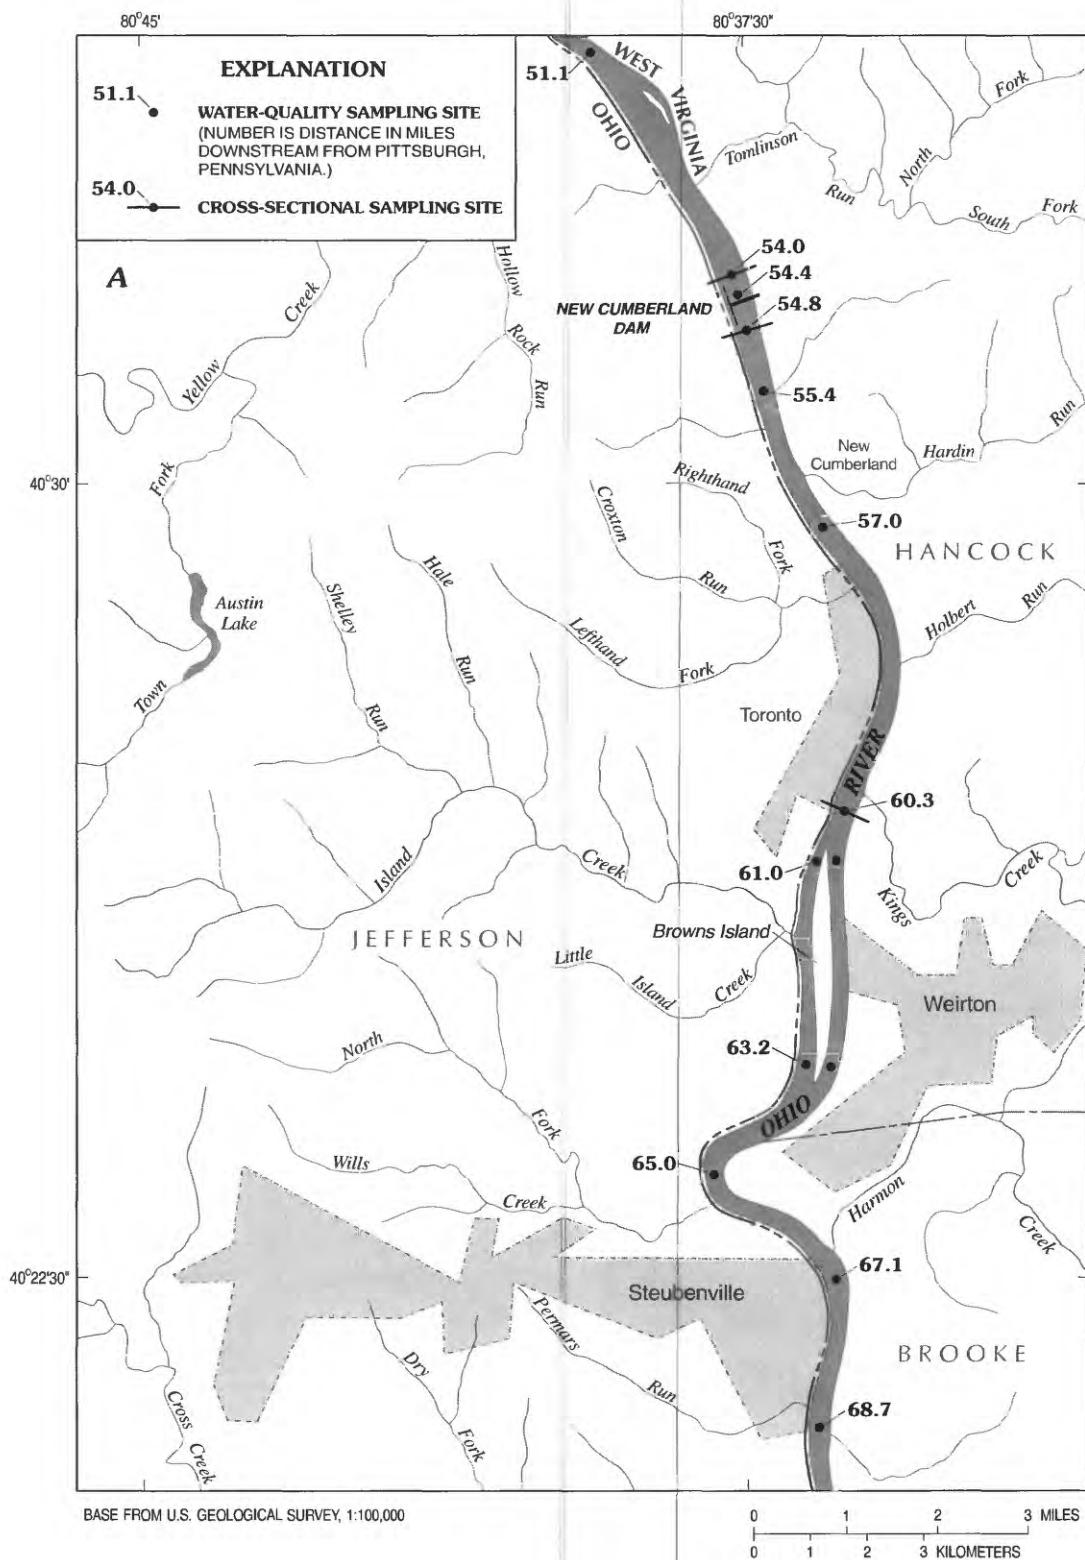 80°45'
80°37'30"
EXPLANATION
51.1
WATER-QUALITY SAMPLING SITE
(NUMBER IS DISTANCE IN MILES
DOWNSTREAM FROM PITTSBURGH,
PENNSYLVANIA.)
54.0
CROSS-SECTIONAL SAMPLING SITE
A
51.1
WEST VIRGINIA
OHIO
Tomlinson
Run
North
Fork
South
Fork
54.0
54.4
54.8
NEW CUMBERLAND
DAM
Hollow
Rock
Run
Yellow
Creek
55.4
New
Cumberland
Hardin
Run
40°30'
Fork
Righthand
Fork
Croxton
Run
57.0
HANCOCK
Holbert
Run
Austin
Lake
Shelley
Run
Hale
Run
Lefthand
Fork
Town
Toronto
RIVER
60.3
61.0
Island
Creek
Kings
Creek
JEFFERSON
Browns Island
Little
Island
Creek
Weirton
63.2
North
Fork
OHIO
65.0
Wills
Creek
Harmon
Creek
40°22'30"
67.1
Steubenville
Permars
Run
Dry
Fork
BROOKE
68.7
Cross
Creek
BASE FROM U.S. GEOLOGICAL SURVEY, 1:100,000
0 1 2 3 MILES
0 1 2 3 KILOMETERS